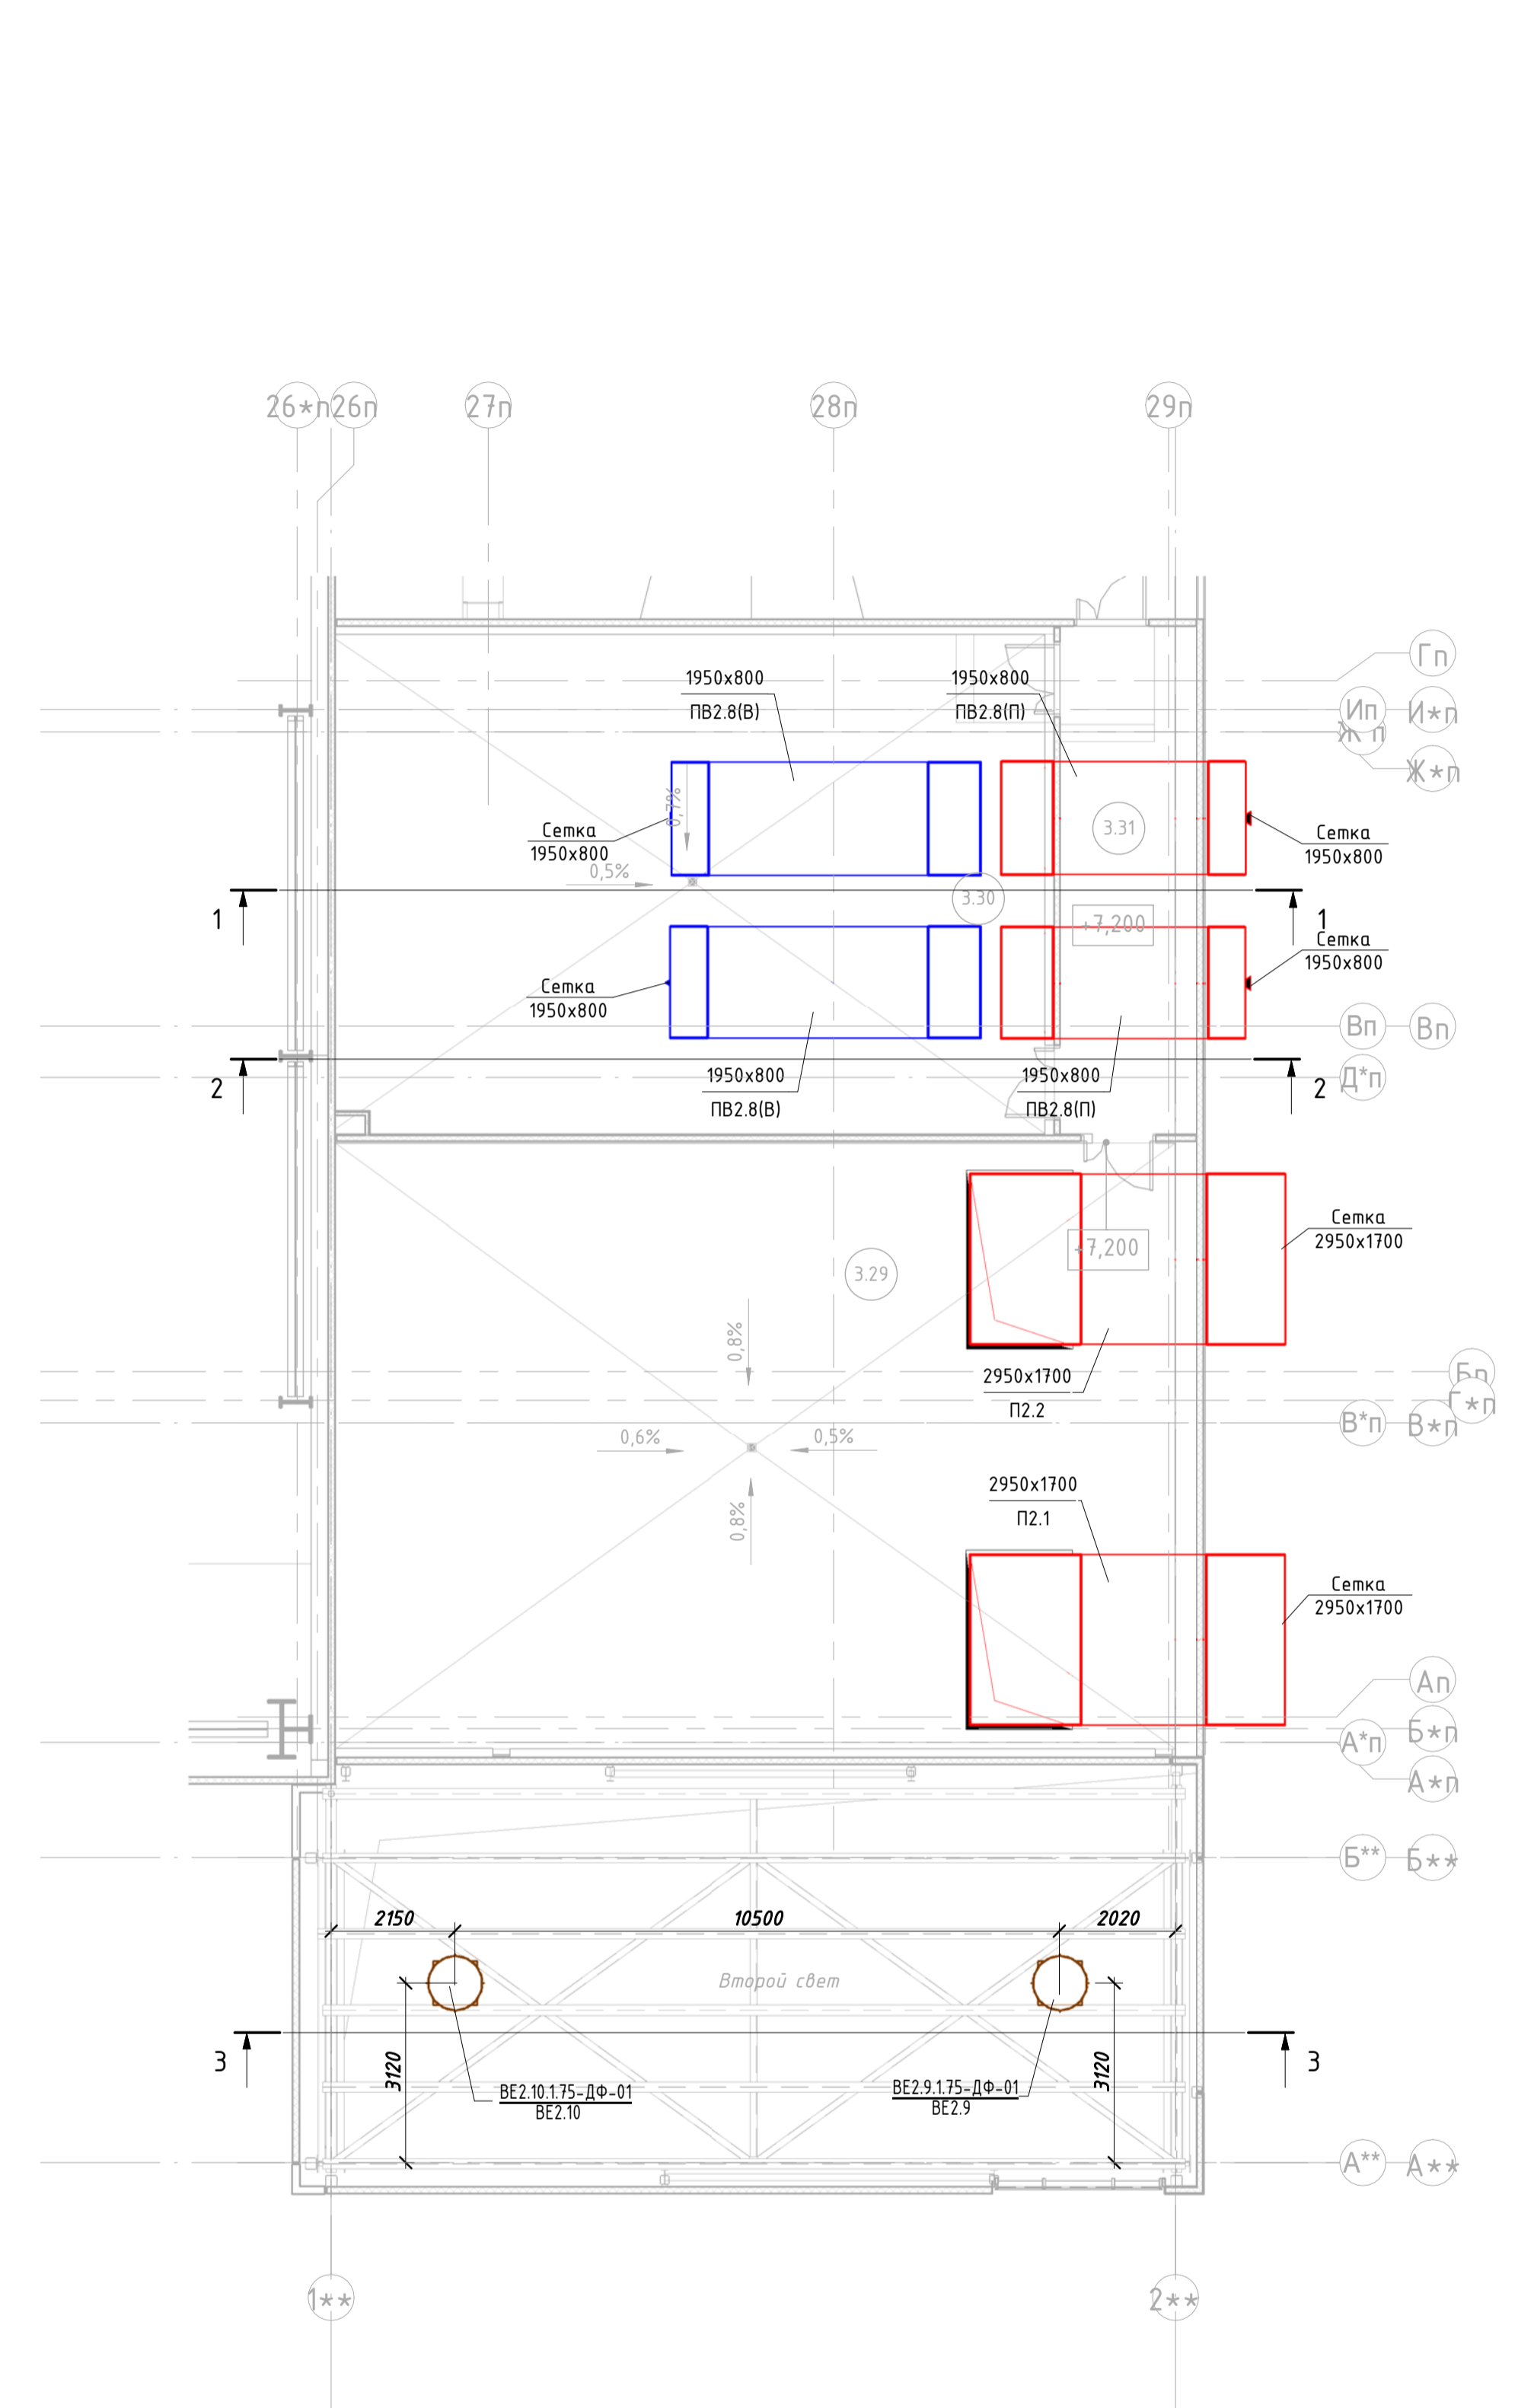 26*п
26п
27п
28п
29п
Гп
1950x800
ПВ2.8(В)
1950x800
ПВ2.8(П)
Ип
И*п
Ж*п
0,7%
3.31
Сетка
1950x800
Сетка
1950x800
0,5%
3.30
1
1
+7,200
Сетка
1950x800
Сетка
1950x800
Вп
Вп
2
2
Д*п
1950x800
ПВ2.8(В)
1950x800
ПВ2.8(П)
Сетка
2950x1700
+7,200
3.29
0,8%
2950x1700
П2.2
Бп
Г*п
В*п
В*п
0,6%
0,5%
2950x1700
П2.1
0,8%
Сетка
2950x1700
Ап
Б*п
А*п
А*п
Б**
Б**
2150
10500
2020
Второй свет
3120
3120
3
3
ВЕ2.10.1.75-ДФ-01
ВЕ2.10
ВЕ2.9.1.75-ДФ-01
ВЕ2.9
А**
А**
1**
2**